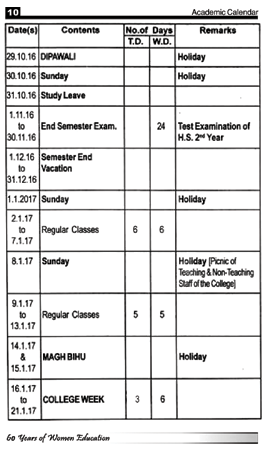 10 Academic Calendar
Date(s) Contents No.of Days Remarks
T.D. W.D.
29.10.16 DIPAWALI Holiday
30.10.16 Sunday Holiday
31.10.16 Study Leave
1.11.16
to End Semester Exam. 24 Test Examination of
30.11.16 H.S. 2nd Year
1.12.16 Semester End
to Vacation
31.12.16
1.1.2017 Sunday Holiday
2.1.17
to Regular Classes 6 6
7.1.17
8.1.17 Sunday Holiday [Picnic of
Teaching & Non-Teaching
Staff of the College]
9.1.17
to Regular Classes 5 5
13.1.17
14.1.17
& MAGH BIHU Holiday
15.1.17
16.1.17
to COLLEGE WEEK 3 6
21.1.17
60 Years of Women Education